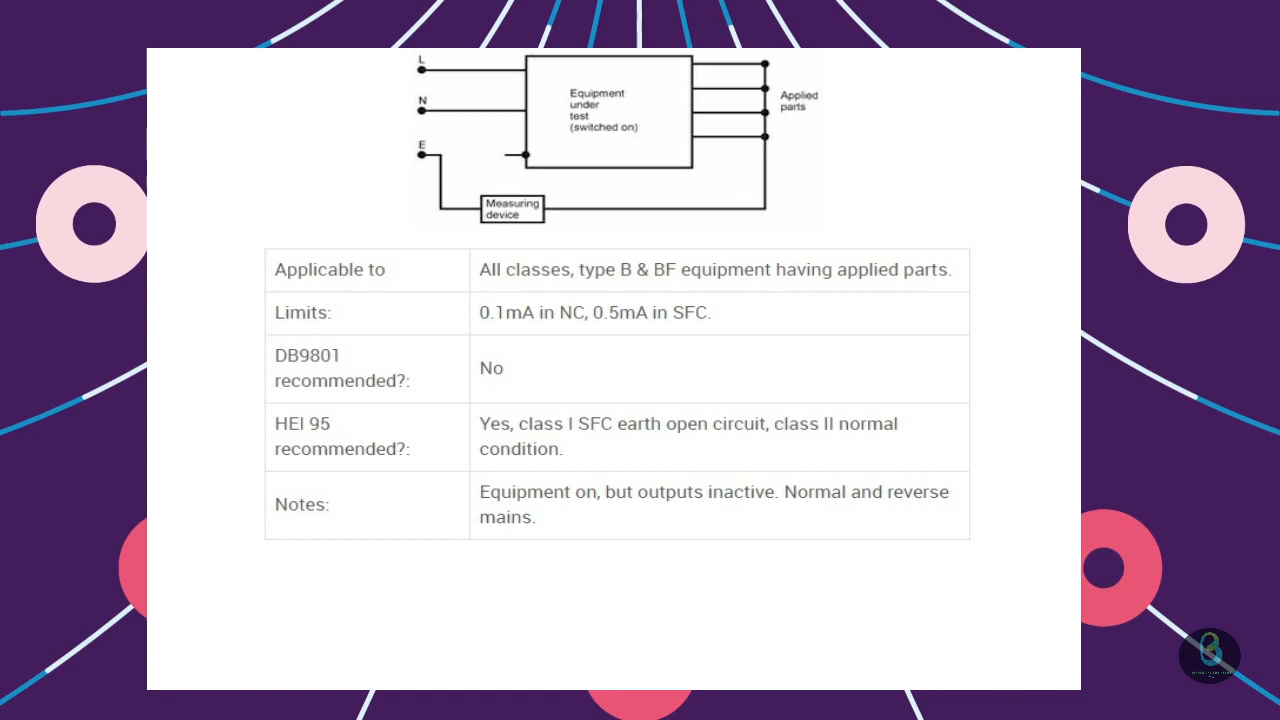 L
N
E
Equipment
under
test
(switched on)
Applied
parts
Measuring
device
Applicable to
All classes, type B & BF equipment having applied parts.
Limits:
0.1mA in NC, 0.5mA in SFC.
DB9801
recommended?:
No
HEI 95
recommended?:
Yes, class I SFC earth open circuit, class II normal
condition.
Notes:
Equipment on, but outputs inactive. Normal and reverse
mains.